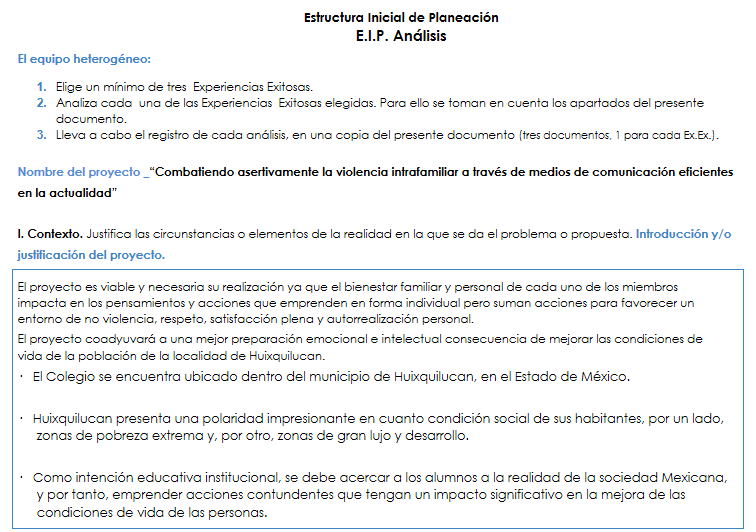 Estructura Inicial de Planeación
E.I.P. Análisis
El equipo heterogéneo:
1. Elige un mínimo de tres Experiencias Exitosas.
2. Analiza cada una de las Experiencias Exitosas elegidas. Para ello se toman en cuenta los apartados del presente
documento.
3. Lleva a cabo el registro de cada análisis, en una copia del presente documento (tres documentos, 1 para cada Ex.Ex.).
Nombre del proyecto _“Combatiendo asertivamente la violencia intrafamiliar a través de medios de comunicación eficientes
en la actualidad”
I. Contexto. Justifica las circunstancias o elementos de la realidad en la que se da el problema o propuesta. Introducción y/o
justificación del proyecto.
El proyecto es viable y necesaria su realización ya que el bienestar familiar y personal de cada uno de los miembros
impacta en los pensamientos y acciones que emprenden en forma individual pero suman acciones para favorecer un
entorno de no violencia, respeto, satisfacción plena y autorrealización personal.
El proyecto coadyuvará a una mejor preparación emocional e intelectual consecuencia de mejorar las condiciones de
vida de la población de la localidad de Huixquilucan.
· El Colegio se encuentra ubicado dentro del municipio de Huixquilucan, en el Estado de México.
· Huixquilucan presenta una polaridad impresionante en cuanto condición social de sus habitantes, por un lado,
zonas de pobreza extrema y, por otro, zonas de gran lujo y desarrollo.
· Como intención educativa institucional, se debe acercar a los alumnos a la realidad de la sociedad Mexicana,
y por tanto, emprender acciones contundentes que tengan un impacto significativo en la mejora de las
condiciones de vida de las personas.